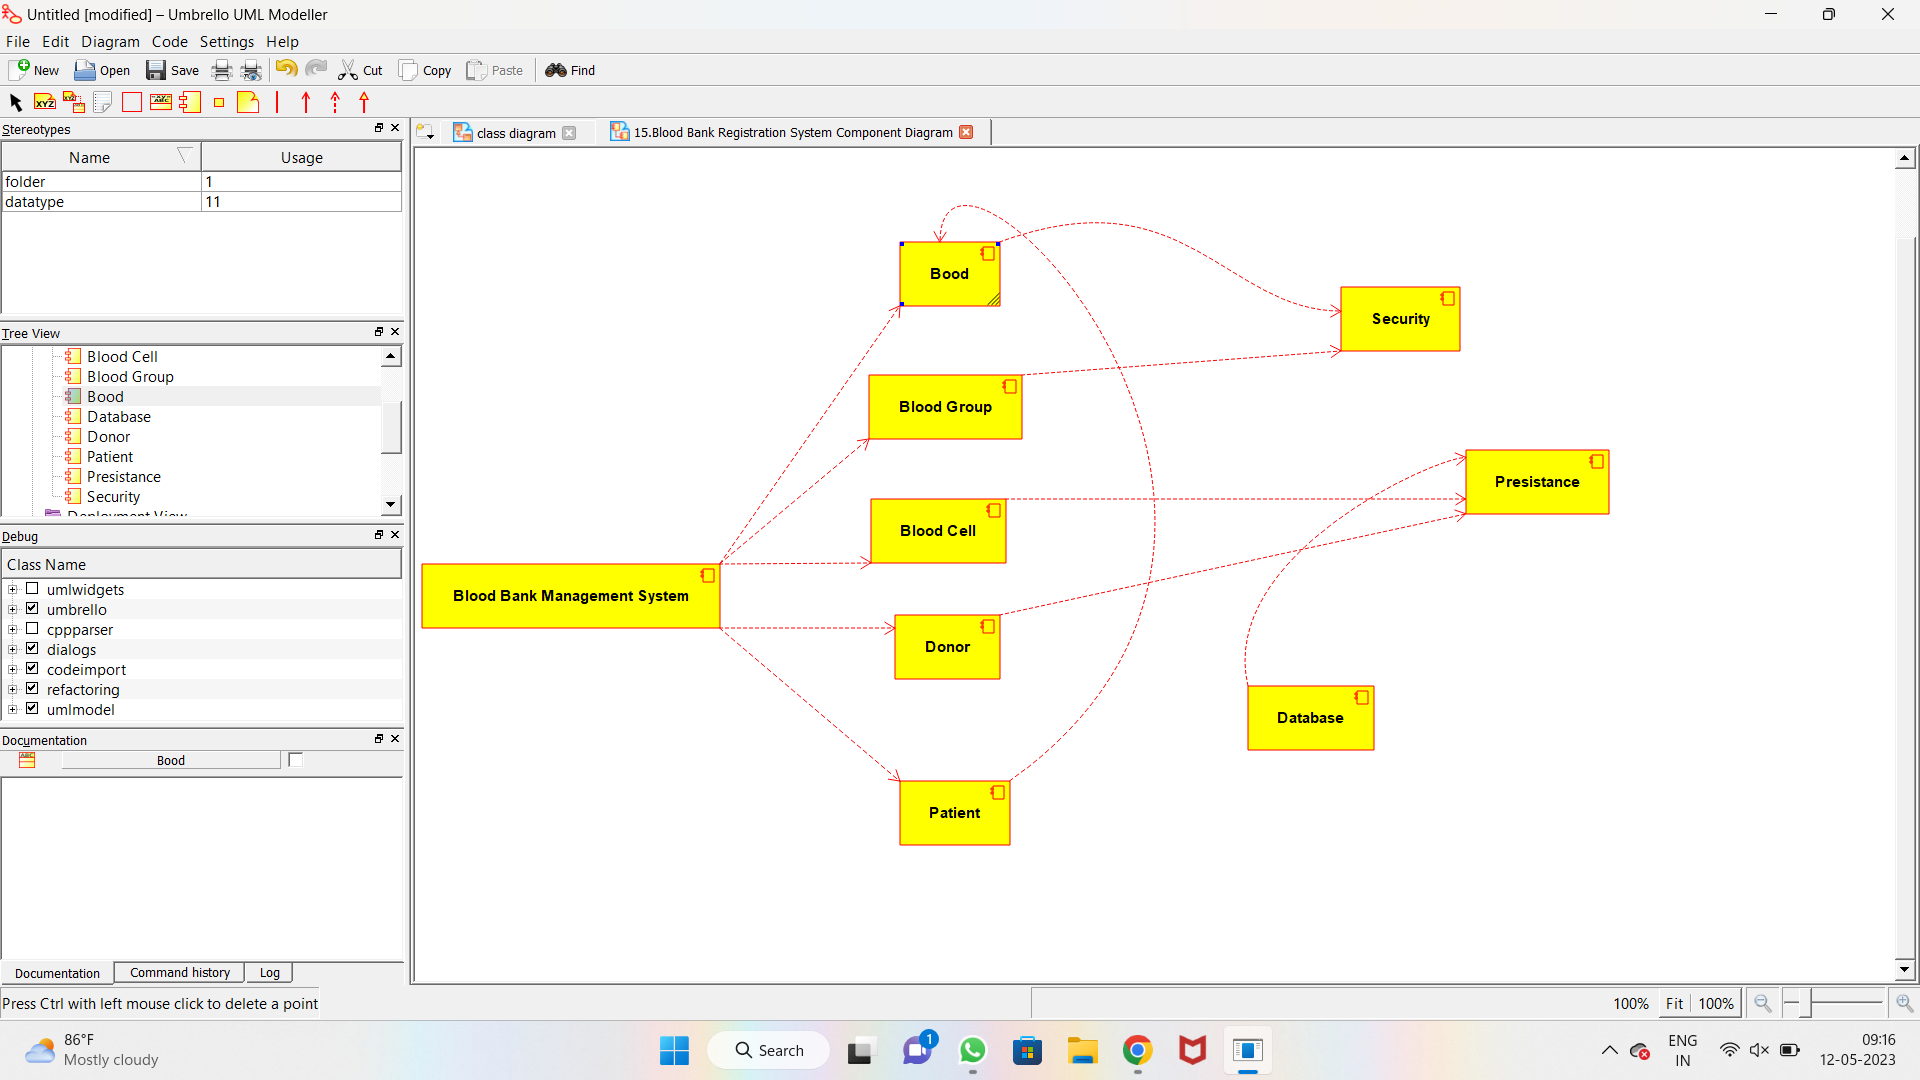 Untitled [modified] – Umbrello UML Modeller
File Edit Diagram Code Settings Help
New Open Save Cut Copy Paste Find
XYZ
Stereotypes
Name Usage
folder 1
datatype 11
Tree View
Blood Cell
Blood Group
Bood
Database
Donor
Patient
Presistance
Security
Deployment View
Debug
Class Name
umlwidgets
umbrello
cppparser
dialogs
codeimport
refactoring
umlmodel
Documentation
Bood
Documentation Command history Log
Press Ctrl with left mouse click to delete a point
class diagram
15.Blood Bank Registration System Component Diagram
Bood
Security
Blood Group
Presistance
Blood Cell
Blood Bank Management System
Donor
Database
Patient
100% Fit 100%
86°F
Mostly cloudy
Search
1
ENG
IN
09:16
12-05-2023